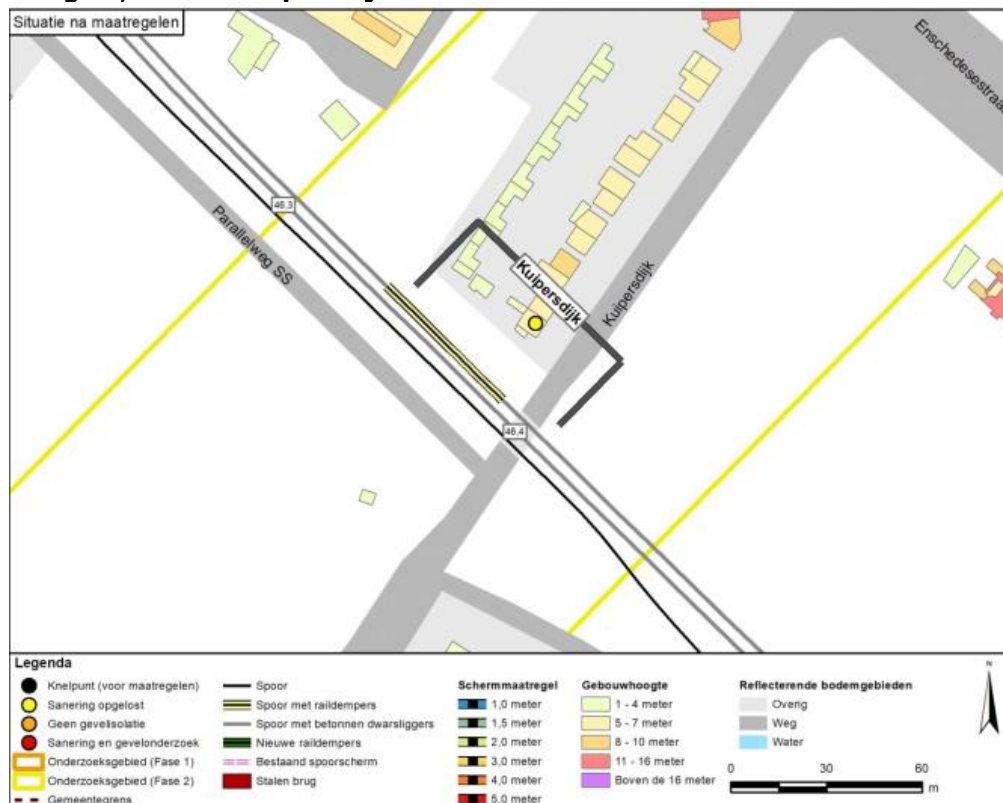 Situatie na maatregelen
Enschedesestraa
46.3
Parallelweg SS
Kuipersdijk
Kuipersdijk
46.4
Legenda
Knelpunt (voor maatregelen)
Sanering opgelost
Geen gevelisolatie
Sanering en gevelonderzoek
Onderzoeksgebied (Fase 1)
Onderzoeksgebied (Fase 2)
Gemeentegrens
Spoor
Spoor met raildempers
Spoor met betonnen dwarsliggers
Nieuwe raildempers
Bestaand spoorscherm
Stalen brug
Schermmaatregel
1,0 meter
1,5 meter
2,0 meter
3,0 meter
4,0 meter
5,0 meter
Gebouwhoogte
1 - 4 meter
5 - 7 meter
8 - 10 meter
11 - 16 meter
Boven de 16 meter
Reflecterende bodemgebieden
Overig
Weg
Water
N
0 30 60
m